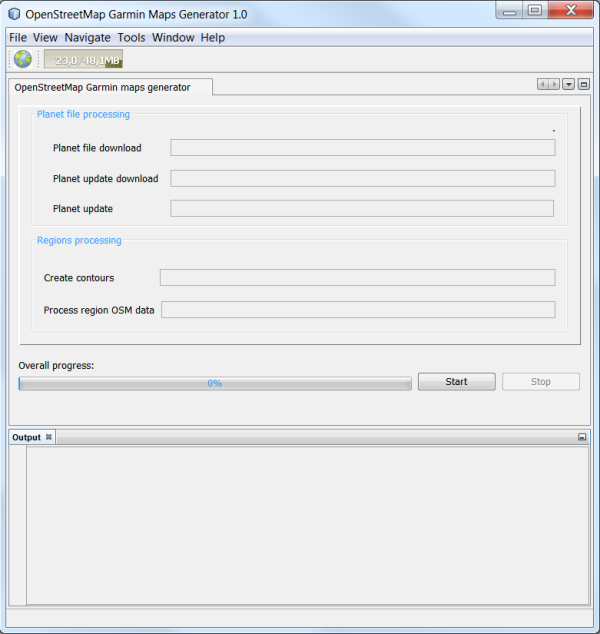 OpenStreetMap Garmin Maps Generator 1.0
File View Navigate Tools Window Help
23,0/48,1MB
OpenStreetMap Garmin maps generator
Planet file processing
.
Planet file download
Planet update download
Planet update
Regions processing
Create contours
Process region OSM data
Overall progress:
0% Start Stop
Output